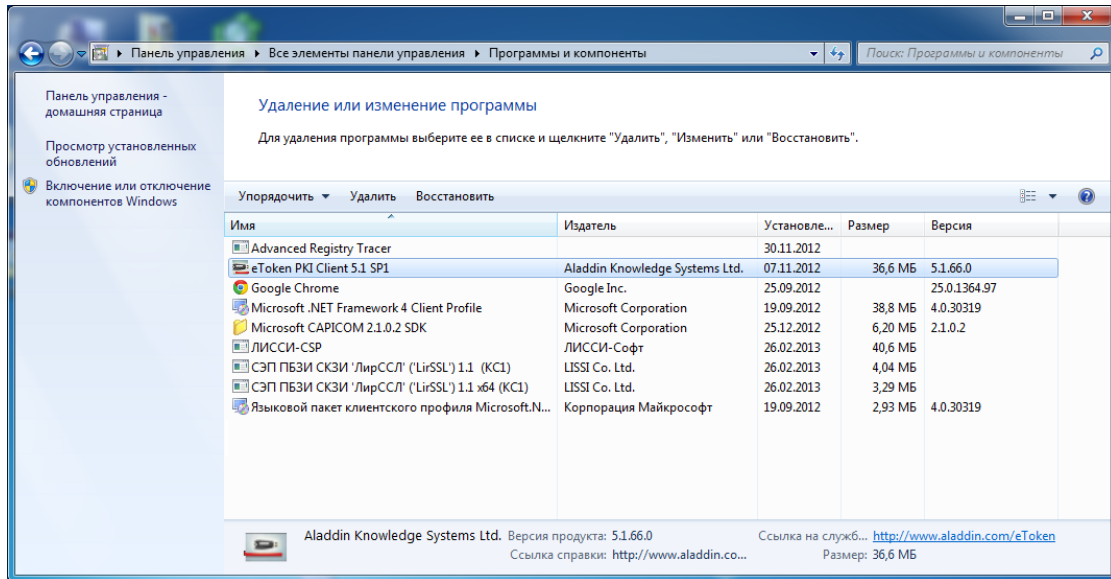 Панель управления ▸ Все элементы панели управления ▸ Программы и компоненты
Поиск: Программы и компоненты
Панель управления -
домашняя страница
Просмотр установленных
обновлений
Включение или отключение
компонентов Windows
Удаление или изменение программы
Для удаления программы выберите ее в списке и щелкните "Удалить", "Изменить" или "Восстановить".
Упорядочить Удалить Восстановить
Имя Издатель Установле... Размер Версия
Advanced Registry Tracer 30.11.2012
eToken PKI Client 5.1 SP1 Aladdin Knowledge Systems Ltd. 07.11.2012 36,6 МБ 5.1.66.0
Google Chrome Google Inc. 25.09.2012 25.0.1364.97
Microsoft .NET Framework 4 Client Profile Microsoft Corporation 19.09.2012 38,8 МБ 4.0.30319
Microsoft CAPICOM 2.1.0.2 SDK Microsoft Corporation 25.12.2012 6,20 МБ 2.1.0.2
ЛИССИ-CSP ЛИССИ-Софт 26.02.2013 40,6 МБ
СЭП ПБЗИ СКЗИ 'ЛирССЛ' ('LirSSL') 1.1 (КС1) LISSI Co. Ltd. 26.02.2013 4,04 МБ
СЭП ПБЗИ СКЗИ 'ЛирССЛ' ('LirSSL') 1.1 x64 (КС1) LISSI Co. Ltd. 26.02.2013 3,29 МБ
Языковой пакет клиентского профиля Microsoft.N... Корпорация Майкрософт 19.09.2012 2,93 МБ 4.0.30319
Aladdin Knowledge Systems Ltd. Версия продукта: 5.1.66.0 Ссылка на служб... http://www.aladdin.com/eToken
Ссылка справки: http://www.aladdin.co... Размер: 36,6 МБ